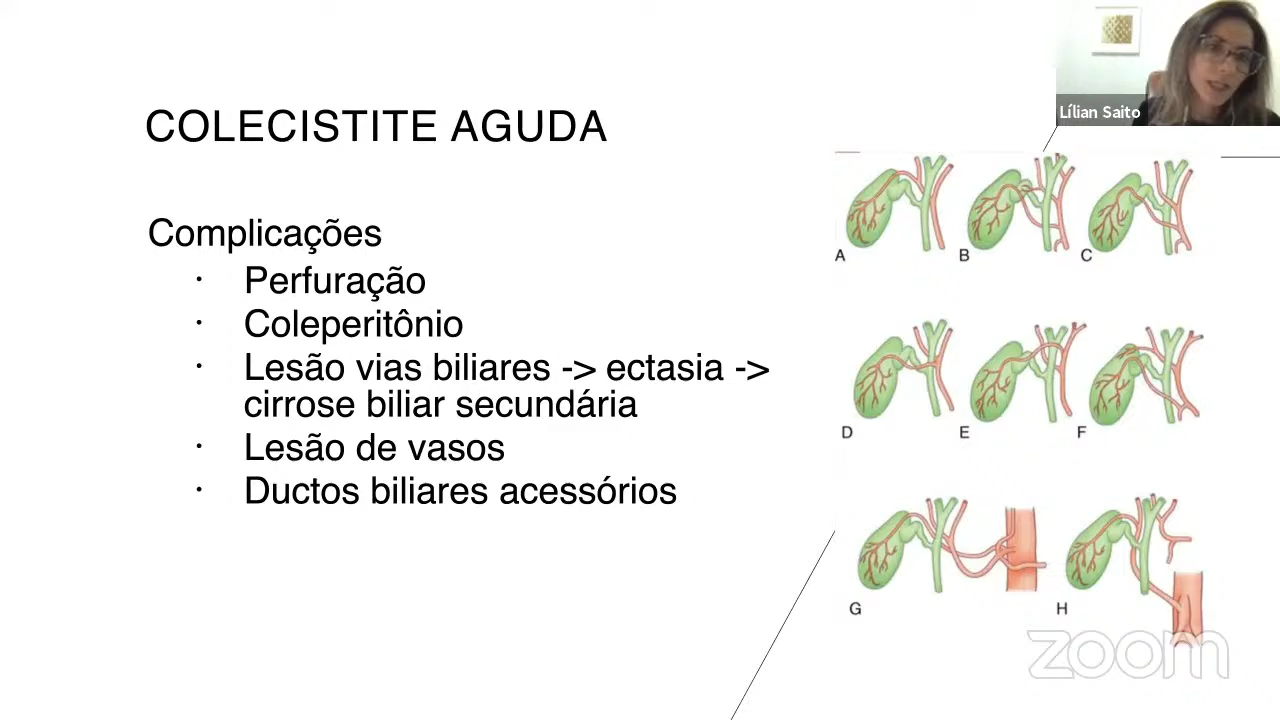 COLECISTITE AGUDA
Lílian Saito
Complicações
· Perfuração
· Coleperitônio
· Lesão vias biliares -> ectasia ->
cirrose biliar secundária
· Lesão de vasos
· Ductos biliares acessórios
A B C
D E F
G H
zoom